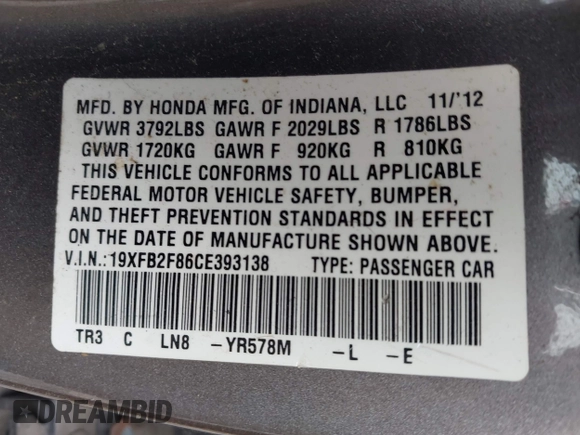 MFD. BY HONDA MFG. OF INDIANA, LLC 11/'12
GVWR 3792LBS GAWR F 2029LBS R 1786LBS
GVWR 1720KG GAWR F 920KG R 810KG
THIS VEHICLE CONFORMS TO ALL APPLICABLE
FEDERAL MOTOR VEHICLE SAFETY, BUMPER,
AND THEFT PREVENTION STANDARDS IN EFFECT
ON THE DATE OF MANUFACTURE SHOWN ABOVE.
V.I.N.:19XFB2F86CE393138 TYPE: PASSENGER CAR
TR3 C LN8 -YR578M -L -E
DREAMBID